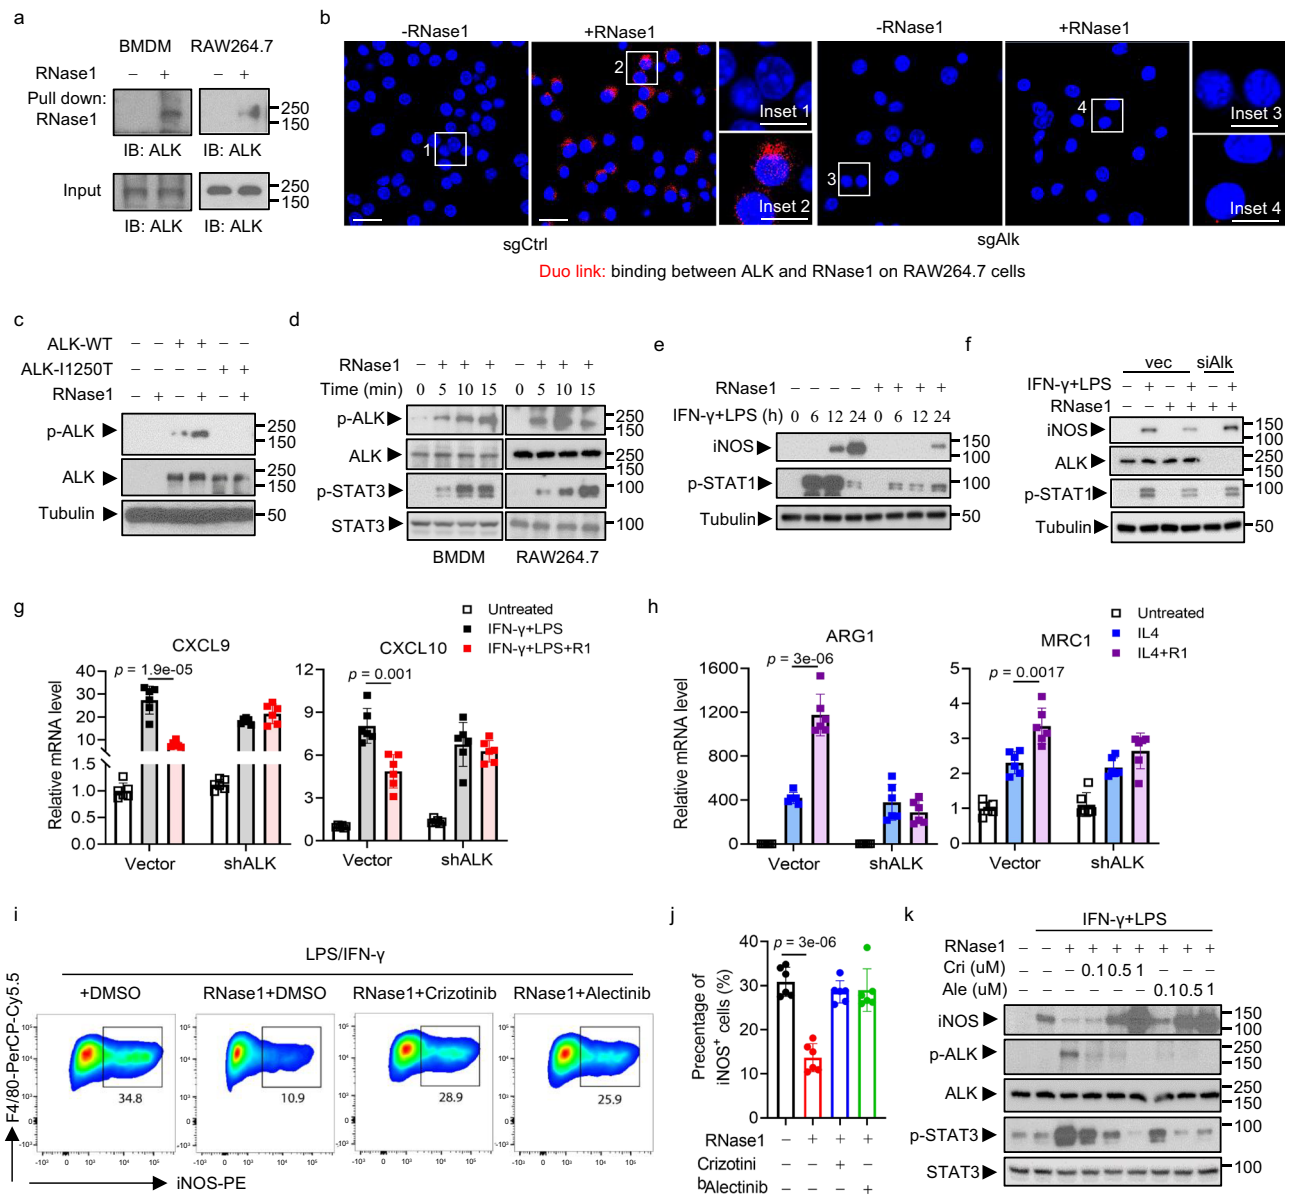 a
BMDM RAW264.7
RNase1 – + – +
Pull down:
RNase1
250
150
IB: ALK IB: ALK
Input
250
150
IB: ALK IB: ALK
b
-RNase1 +RNase1 -RNase1 +RNase1
1
2
Inset 1
Inset 2
3
4
Inset 3
Inset 4
sgCtrl sgAlk
Duo link: binding between ALK and RNase1 on RAW264.7 cells
c
ALK-WT – – + + – –
ALK-I1250T – – – – + +
RNase1 – + – + – +
p-ALK 250
150
ALK 250
150
Tubulin 50
d
RNase1 – + + + – + + +
Time (min) 0 5 10 15 0 5 10 15
p-ALK 250
150
ALK 250
150
p-STAT3 100
STAT3 100
BMDM RAW264.7
e
RNase1 – – – – + + + +
IFN-γ+LPS (h) 0 6 12 24 0 6 12 24
iNOS 150
100
p-STAT1 100
Tubulin 50
f
vec siAlk
IFN-γ+LPS – + – + – +
RNase1 – – + + + +
iNOS 150
100
ALK 250
150
p-STAT1 100
Tubulin 50
g
Untreated
IFN-γ+LPS
IFN-γ+LPS+R1
CXCL9
p = 1.9e-05
Relative mRNA level
40
30
20
10
1.5
1.0
0.5
0.0
Vector shALK
CXCL10
p = 0.001
12
9
6
3
0
Vector shALK
h
Untreated
IL4
IL4+R1
ARG1
p = 3e-06
Relative mRNA level
1600
1200
800
400
0
Vector shALK
MRC1
p = 0.0017
5
4
3
2
1
0
Vector shALK
i
LPS/IFN-γ
+DMSO RNase1+DMSO RNase1+Crizotinib RNase1+Alectinib
F4/80-PerCP-Cy5.5
34.8 10.9 28.9 25.9
iNOS-PE
j
p = 3e-06
Precentage of
iNOS⁺ cells (%)
40
30
20
10
0
RNase1 – + + +
Crizotini – – + –
bAlectinib – – – +
k
IFN-γ+LPS
RNase1 – – + + + + + + +
Cri (uM) 0.1 0.5 1
Ale (uM) 0.1 0.5 1
iNOS 150
100
p-ALK 250
150
ALK 250
150
p-STAT3 100
STAT3 100